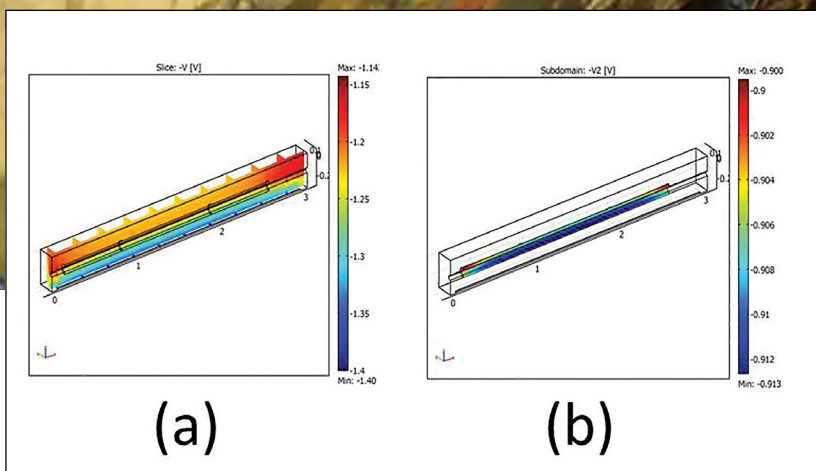 Slice: -V [V]
Max: -1.14
-1.15
-1.2
-1.25
-1.3
-1.35
-1.4
Min: -1.40
0
1
2
3
(a)
Subdomain: -V2 [V]
Max: -0.900
-0.9
-0.902
-0.904
-0.906
-0.908
-0.91
-0.912
Min: -0.913
0
1
2
3
(b)